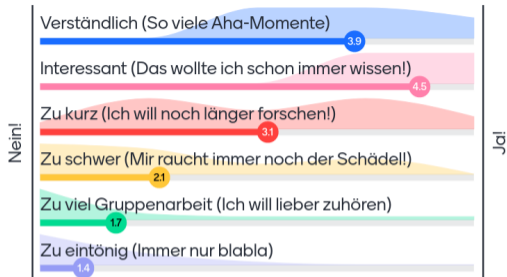 Verständlich (So viele Aha-Momente)
3.9
Interessant (Das wollte ich schon immer wissen!)
4.5
Zu kurz (Ich will noch länger forschen!)
3.1
Zu schwer (Mir raucht immer noch der Schädel!)
2.1
Zu viel Gruppenarbeit (Ich will lieber zuhören)
1.7
Zu eintönig (Immer nur blabla)
1.4
Nein!
Ja!